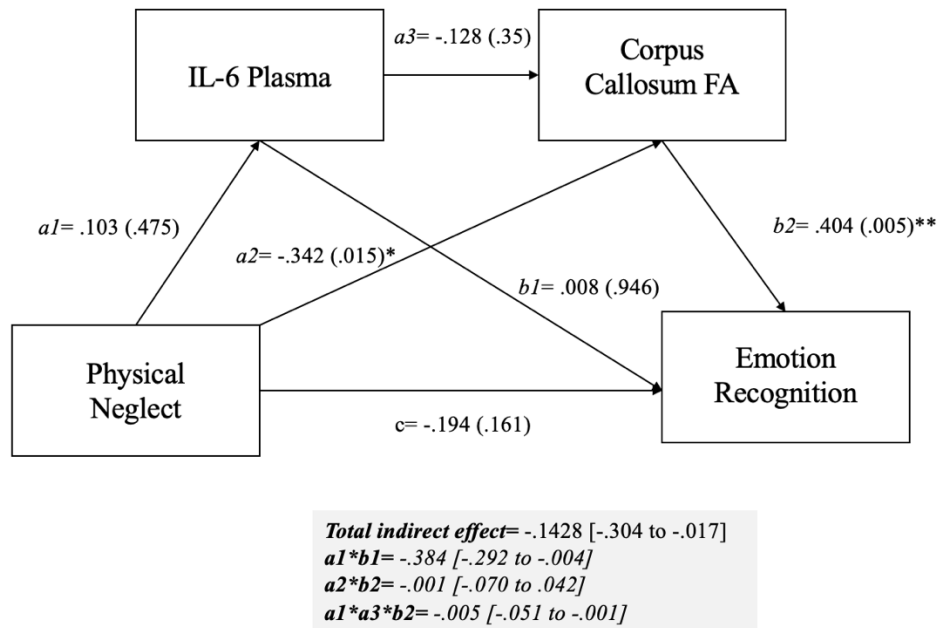 a3= -.128 (.35)
IL-6 Plasma
Corpus
Callosum FA
a1= .103 (.475)
a2= -.342 (.015)*
b2= .404 (.005)**
b1= .008 (.946)
Physical
Neglect
Emotion
Recognition
c= -.194 (.161)
Total indirect effect= -.1428 [-.304 to -.017]
a1*b1= -.384 [-.292 to -.004]
a2*b2= -.001 [-.070 to .042]
a1*a3*b2= -.005 [-.051 to -.001]